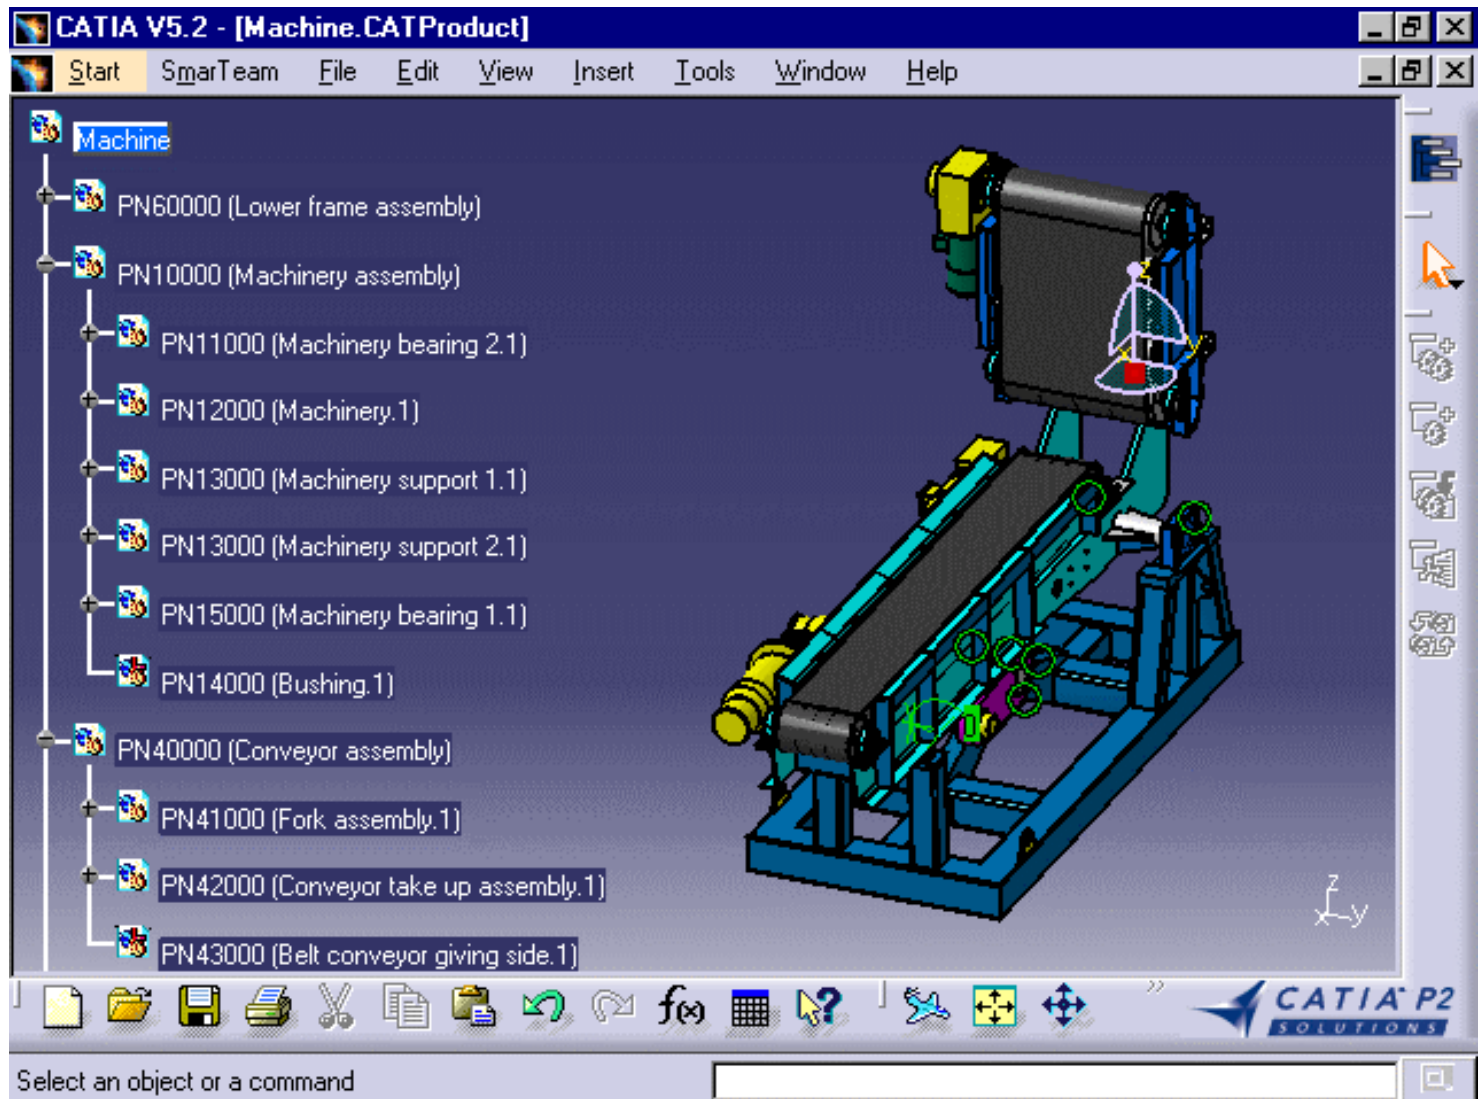 CATIA V5.2 - [Machine.CATProduct]
Start SmarTeam File Edit View Insert Tools Window Help
Machine
PN60000 (Lower frame assembly)
PN10000 (Machinery assembly)
PN11000 (Machinery bearing 2.1)
PN12000 (Machinery.1)
PN13000 (Machinery support 1.1)
PN13000 (Machinery support 2.1)
PN15000 (Machinery bearing 1.1)
PN14000 (Bushing.1)
PN40000 (Conveyor assembly)
PN41000 (Fork assembly.1)
PN42000 (Conveyor take up assembly.1)
PN43000 (Belt conveyor giving side.1)
z
x y
z
x y
f(x)
?
CATIA P2
SOLUTIONS
Select an object or a command